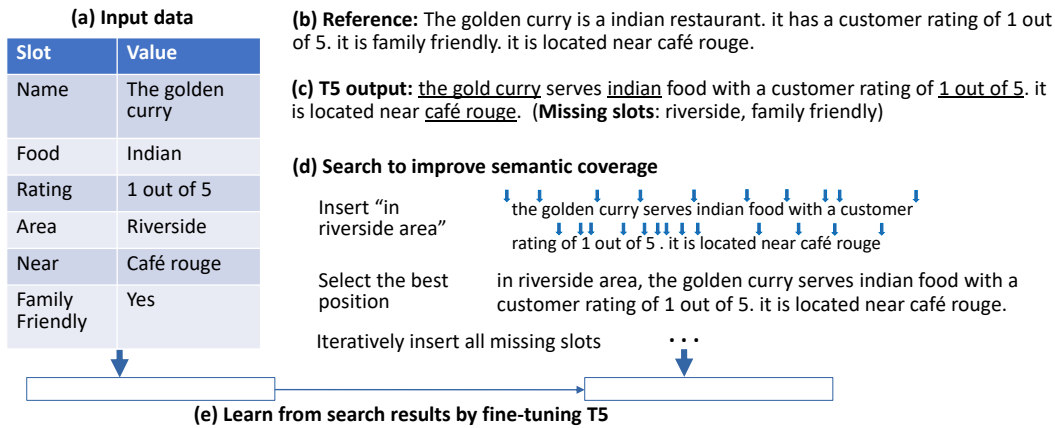 (a) Input data
Slot Value
Name The golden curry
Food Indian
Rating 1 out of 5
Area Riverside
Near Café rouge
Family Friendly Yes
(b) Reference: The golden curry is a indian restaurant. it has a customer rating of 1 out
of 5. it is family friendly. it is located near café rouge.
(c) T5 output: the gold curry serves indian food with a customer rating of 1 out of 5. it
is located near café rouge. (Missing slots: riverside, family friendly)
(d) Search to improve semantic coverage
Insert “in
riverside area”
the golden curry serves indian food with a customer
rating of 1 out of 5 . it is located near café rouge
Select the best
position
in riverside area, the golden curry serves indian food with a
customer rating of 1 out of 5. it is located near café rouge.
Iteratively insert all missing slots ...
(e) Learn from search results by fine-tuning T5